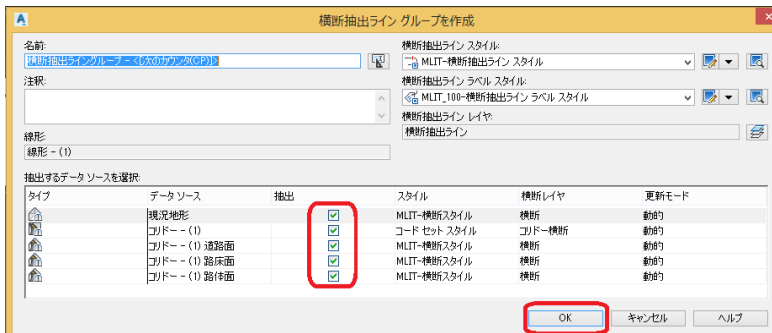 横断抽出ライン グループを作成
名前:
横断抽出ライングループ - <[次のカウンタ(CP)]>
注釈:
線形:
線形 - (1)
横断抽出ライン スタイル:
MLIT-横断抽出ライン スタイル
横断抽出ライン ラベル スタイル:
MLIT_100-横断抽出ライン ラベル スタイル
横断抽出ライン レイヤ:
横断抽出ライン
抽出するデータ ソースを選択:
タイプ データ ソース 抽出 スタイル 横断レイヤ 更新モード
現況地形 MLIT-横断スタイル 横断 動的
コリドー - (1) コード セット スタイル コリドー横断 動的
コリドー - (1) 道路面 MLIT-横断スタイル 横断 動的
コリドー - (1) 路床面 MLIT-横断スタイル 横断 動的
コリドー - (1) 路体面 MLIT-横断スタイル 横断 動的
OK キャンセル ヘルプ